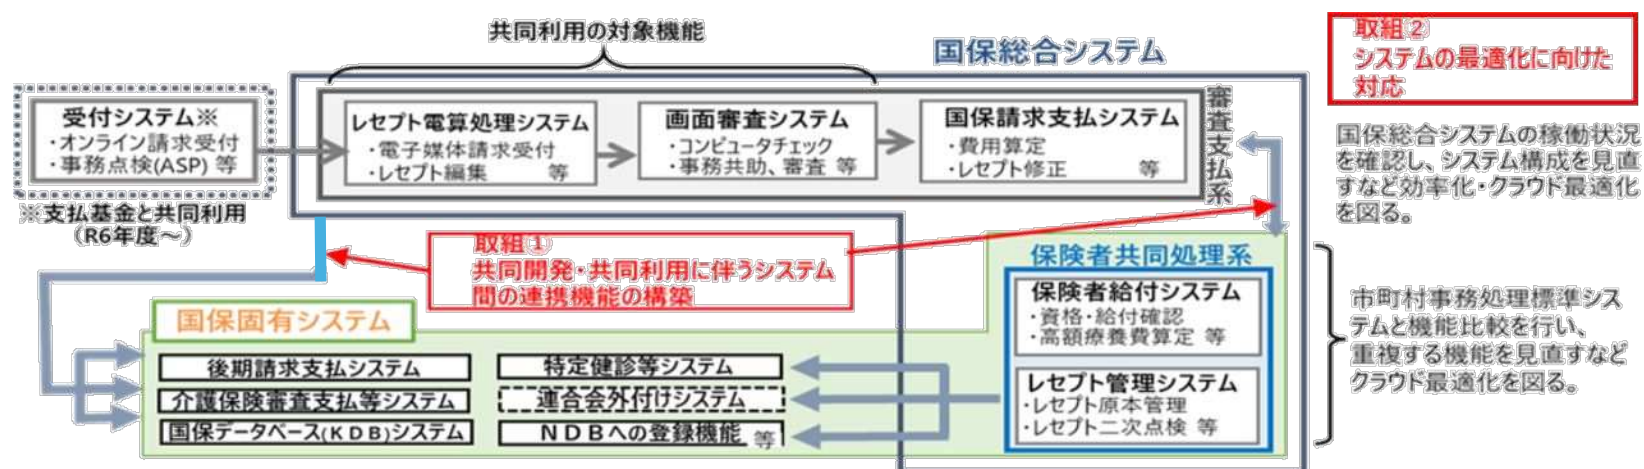 共同利用の対象機能
国保総合システム
取組②
システムの最適化に向けた
対応
受付システム※
・オンライン請求受付
・事務点検(ASP) 等
※支払基金と共同利用
（R6年度～）
レセプト電算処理システム
・電子媒体請求受付
・レセプト編集 等
画面審査システム
・コンピュータチェック
・事務共助、審査 等
国保請求支払システム
・費用算定
・レセプト修正 等
審査支払系
国保総合システムの稼働状況
を確認し、システム構成を見直
すなど効率化・クラウド最適化
を図る。
取組①
共同開発・共同利用に伴うシステム
間の連携機能の構築
保険者共同処理系
保険者給付システム
・資格・給付確認
・高額療養費算定 等
レセプト管理システム
・レセプト原本管理
・レセプト二次点検 等
市町村事務処理標準シス
テムと機能比較を行い、
重複する機能を見直すなど
クラウド最適化を図る。
国保固有システム
後期請求支払システム
介護保険審査支払等システム
国保データベース(ＫＤＢ)システム
特定健診等システム
連合会外付けシステム
ＮＤＢへの登録機能 等